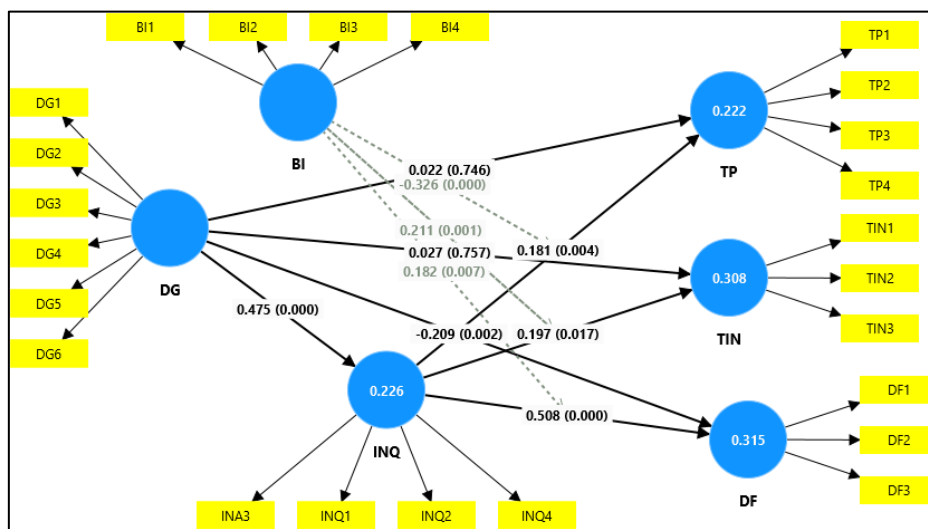 BI1
BI2
BI3
BI4
TP1
TP2
TP3
TP4
DG1
DG2
DG3
DG4
DG5
DG6
BI
0.222
TP
0.022 (0.746)
-0.326 (0.000)
0.211 (0.001)
0.027 (0.757)
0.182 (0.007)
0.181 (0.004)
DG
TIN1
TIN2
TIN3
0.308
TIN
0.475 (0.000)
-0.209 (0.002)
0.197 (0.017)
0.226
INQ
0.508 (0.000)
0.315
DF
DF1
DF2
DF3
INA3
INQ1
INQ2
INQ4